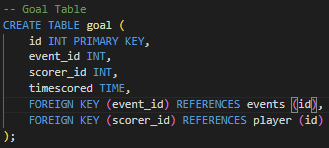 -- Goal Table
CREATE TABLE goal (
    id INT PRIMARY KEY,
    event_id INT,
    scorer_id INT,
    timescored TIME,
    FOREIGN KEY (event_id) REFERENCES events (id),
    FOREIGN KEY (scorer_id) REFERENCES player (id)
);